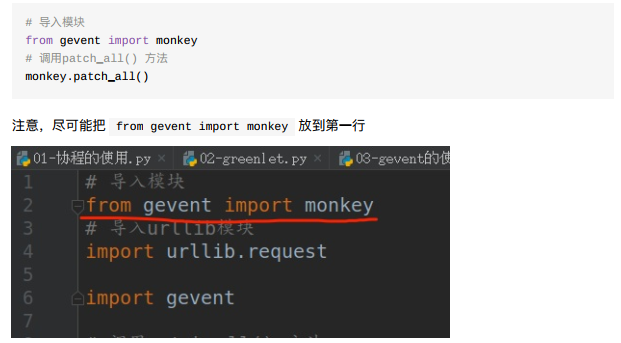 # 导入模块
from gevent import monkey
# 调用patch_all() 方法
monkey.patch_all()
注意，尽可能把 from gevent import monkey 放到第一行
01-协程的使用.py × 02-greenlet.py × 03-gevent的使
1 # 导入模块
2 from gevent import monkey
3 # 导入urllib模块
4 import urllib.request
5
6 import gevent
7